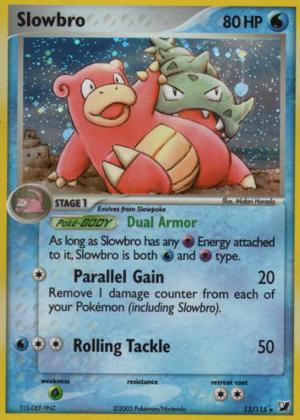 Slowbro
80 HP
Illus. Midori Harada
STAGE 1
Evolves from Slowpoke
Poké-BODY Dual Armor
As long as Slowbro has any Energy attached
to it, Slowbro is both and type.
Parallel Gain 20
Remove 1 damage counter from each of
your Pokémon (including Slowbro).
Rolling Tackle 50
weakness resistance retreat cost
©2005 Pokémon/Nintendo
13/115